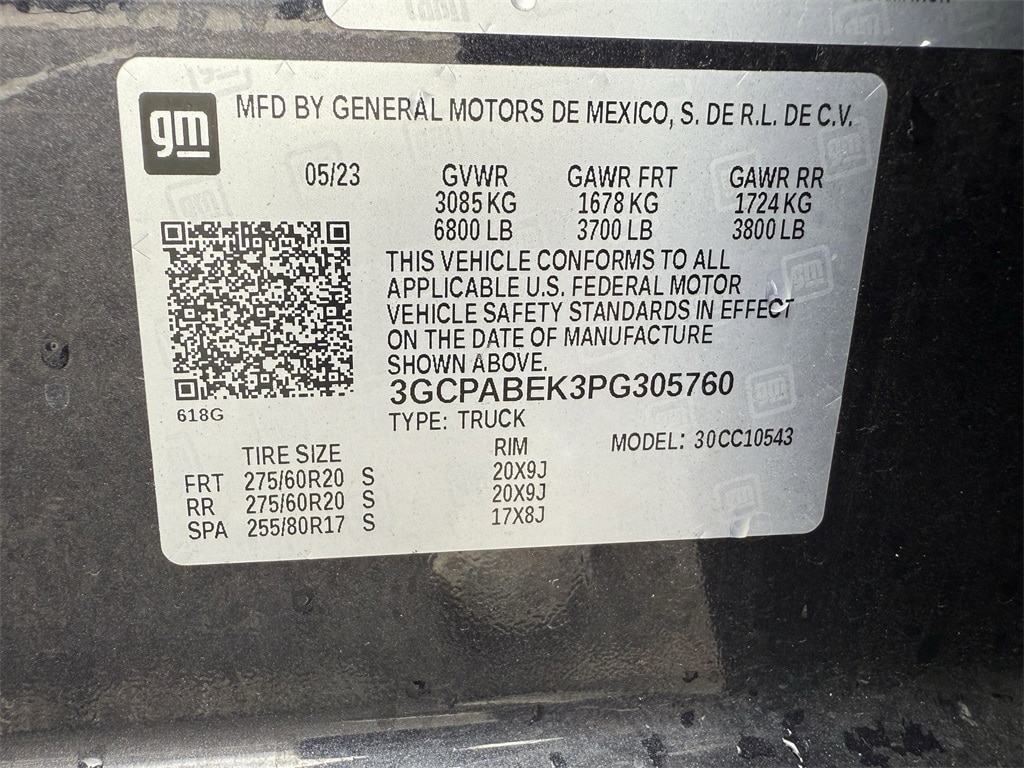 gm
MFD BY GENERAL MOTORS DE MEXICO, S. DE R.L. DE C.V.
05/23 GVWR GAWR FRT GAWR RR
3085 KG 1678 KG 1724 KG
6800 LB 3700 LB 3800 LB
THIS VEHICLE CONFORMS TO ALL
APPLICABLE U.S. FEDERAL MOTOR
VEHICLE SAFETY STANDARDS IN EFFECT
ON THE DATE OF MANUFACTURE
SHOWN ABOVE.
3GCPABEK3PG305760
618G
TYPE: TRUCK
TIRE SIZE RIM MODEL: 30CC10543
FRT 275/60R20 S 20X9J
RR 275/60R20 S 20X9J
SPA 255/80R17 S 17X8J